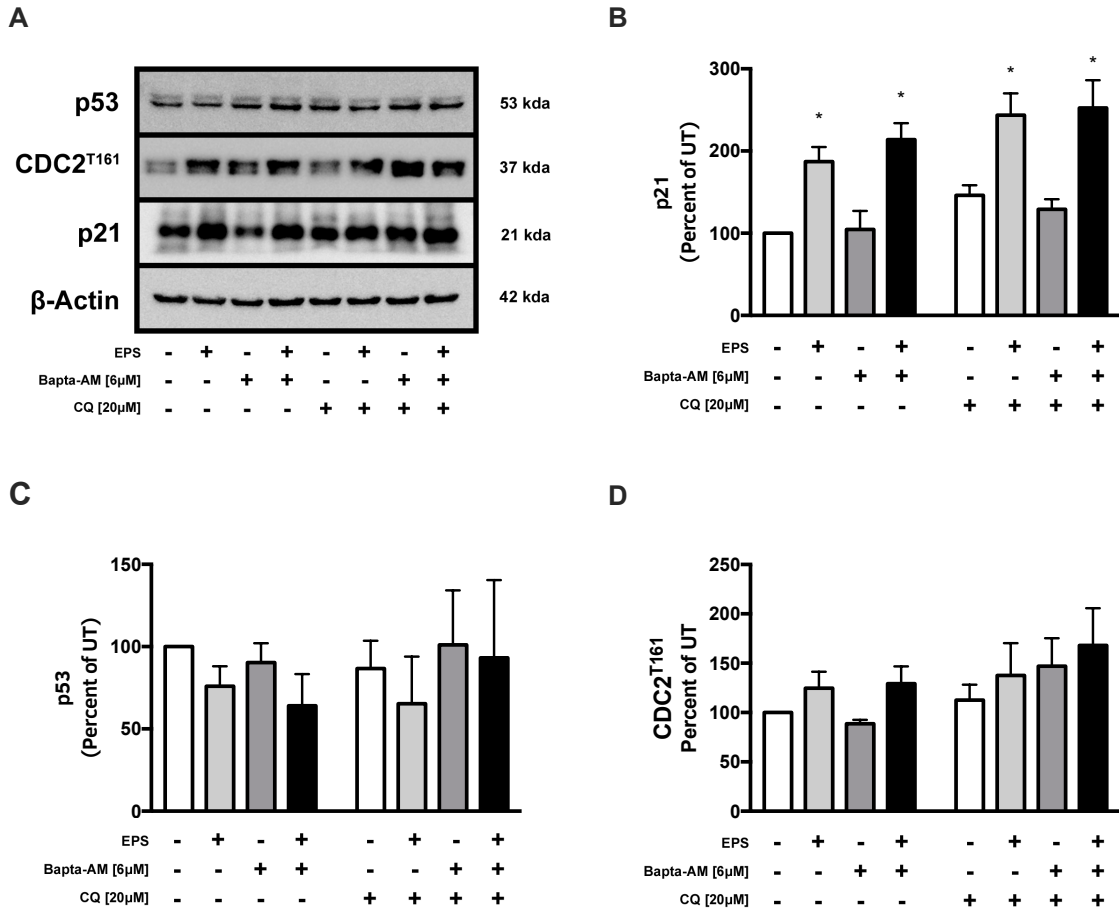 A
p53
53 kda
CDC2T161
37 kda
p21
21 kda
β-Actin
42 kda
EPS - + - + - + - +
Bapta-AM [6µM] - - + + - - + +
CQ [20µM] - - - - + + + +
B
p21
(Percent of UT)
300
200
100
0
* * * *
EPS - + - + - + - +
Bapta-AM [6µM] - - + + - - + +
CQ [20µM] - - - - + + + +
C
p53
(Percent of UT)
150
100
50
0
EPS - + - + - + - +
Bapta-AM [6µM] - - + + - - + +
CQ [20µM] - - - - + + + +
D
CDC2T161
Percent of UT
250
200
150
100
50
0
EPS - + - + - + - +
Bapta-AM [6µM] - - + + - - + +
CQ [20µM] - - - - + + + +